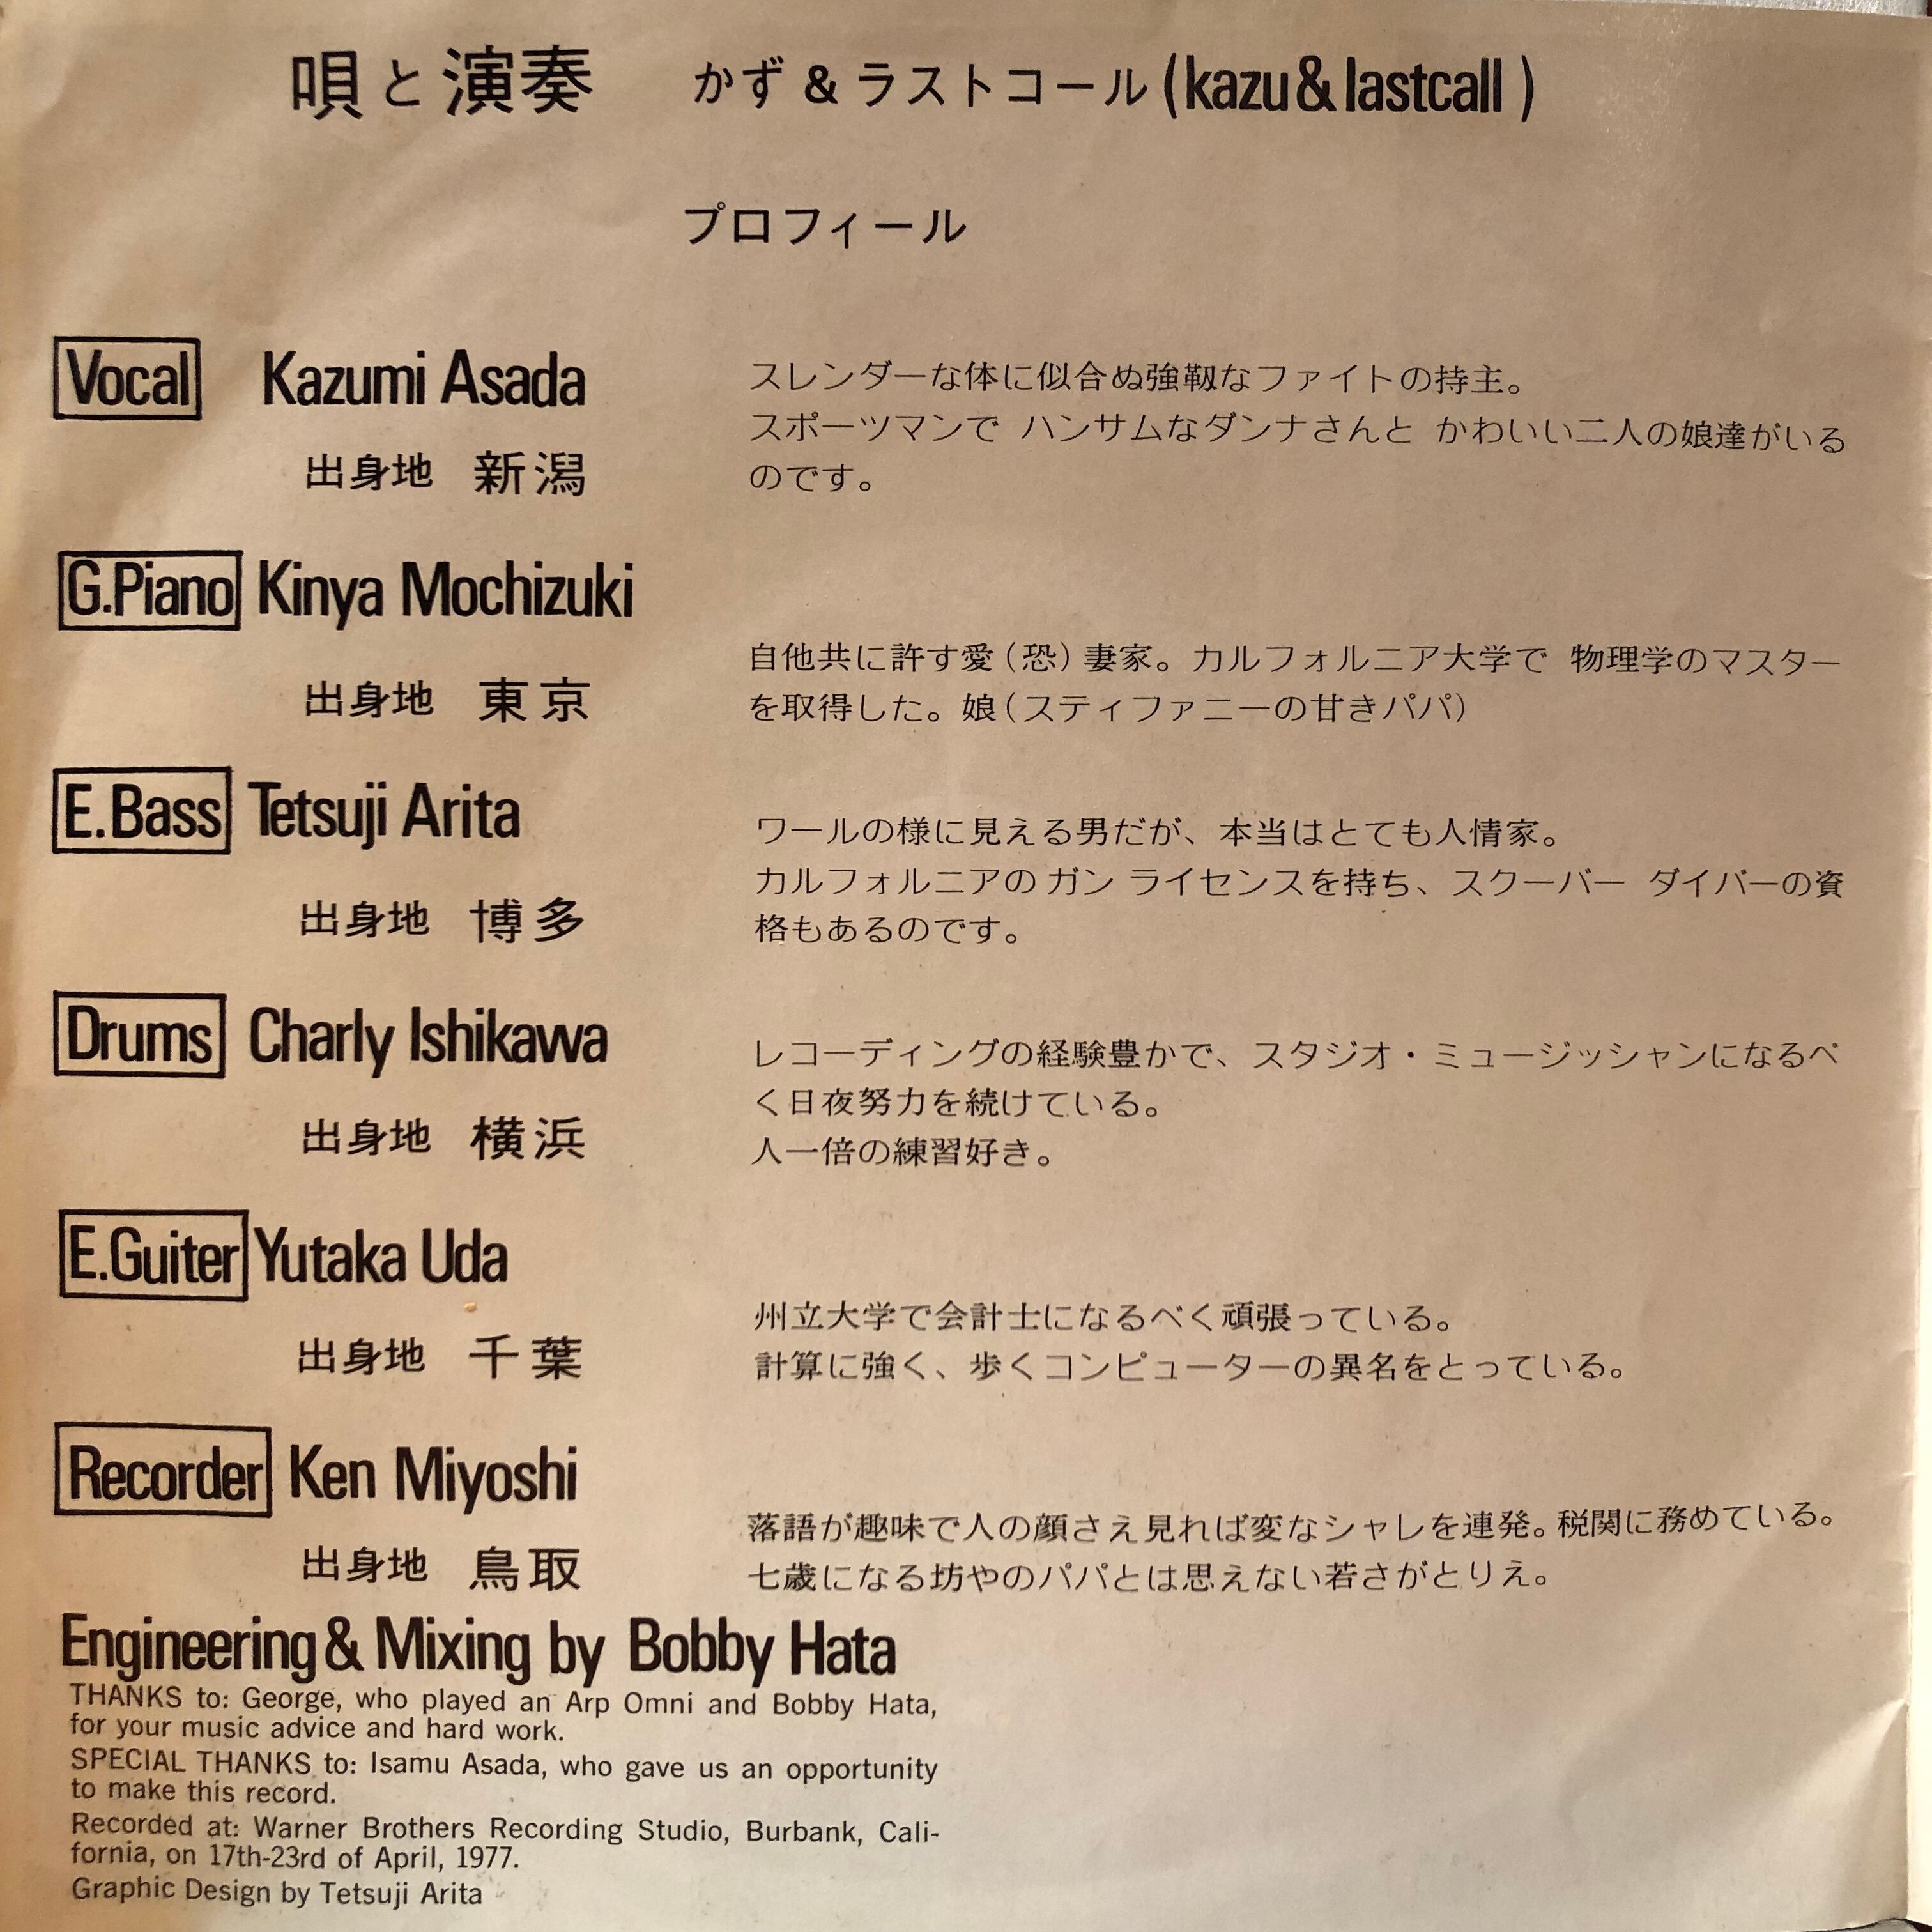 唄と演奏 かず & ラストコール (kazu & lastcall )
プロフィール
Vocal Kazumi Asada
出身地 新潟
スレンダーな体に似合ぬ強靱なファイトの持主。
スポーツマンで ハンサムなダンナさんと かわいい二人の娘達がいる
のです。
G.Piano Kinya Mochizuki
出身地 東京
自他共に許す愛(恐)妻家。カルフォルニア大学で 物理学のマスター
を取得した。娘(スティファニーの甘きパパ)
E.Bass Tetsuji Arita
出身地 博多
ワールの様に見える男だが、本当はとても人情家。
カルフォルニアの ガン ライセンスを持ち、スクーバー ダイバーの資
格もあるのです。
Drums Charly Ishikawa
出身地 横浜
レコーディングの経験豊かで、スタジオ・ミュージッシャンになるべ
く日夜努力を続けている。
人一倍の練習好き。
E.Guiter Yutaka Uda
出身地 千葉
州立大学で会計士になるべく頑張っている。
計算に強く、歩くコンピューターの異名をとっている。
Recorder Ken Miyoshi
出身地 鳥取
落語が趣味で人の顔さえ見れば変なシャレを連発。税関に務めている。
七歳になる坊やのパパとは思えない若さがとりえ。
Engineering & Mixing by Bobby Hata
THANKS to: George, who played an Arp Omni and Bobby Hata,
for your music advice and hard work.
SPECIAL THANKS to: Isamu Asada, who gave us an opportunity
to make this record.
Recorded at: Warner Brothers Recording Studio, Burbank, Cali-
fornia, on 17th-23rd of April, 1977.
Graphic Design by Tetsuji Arita